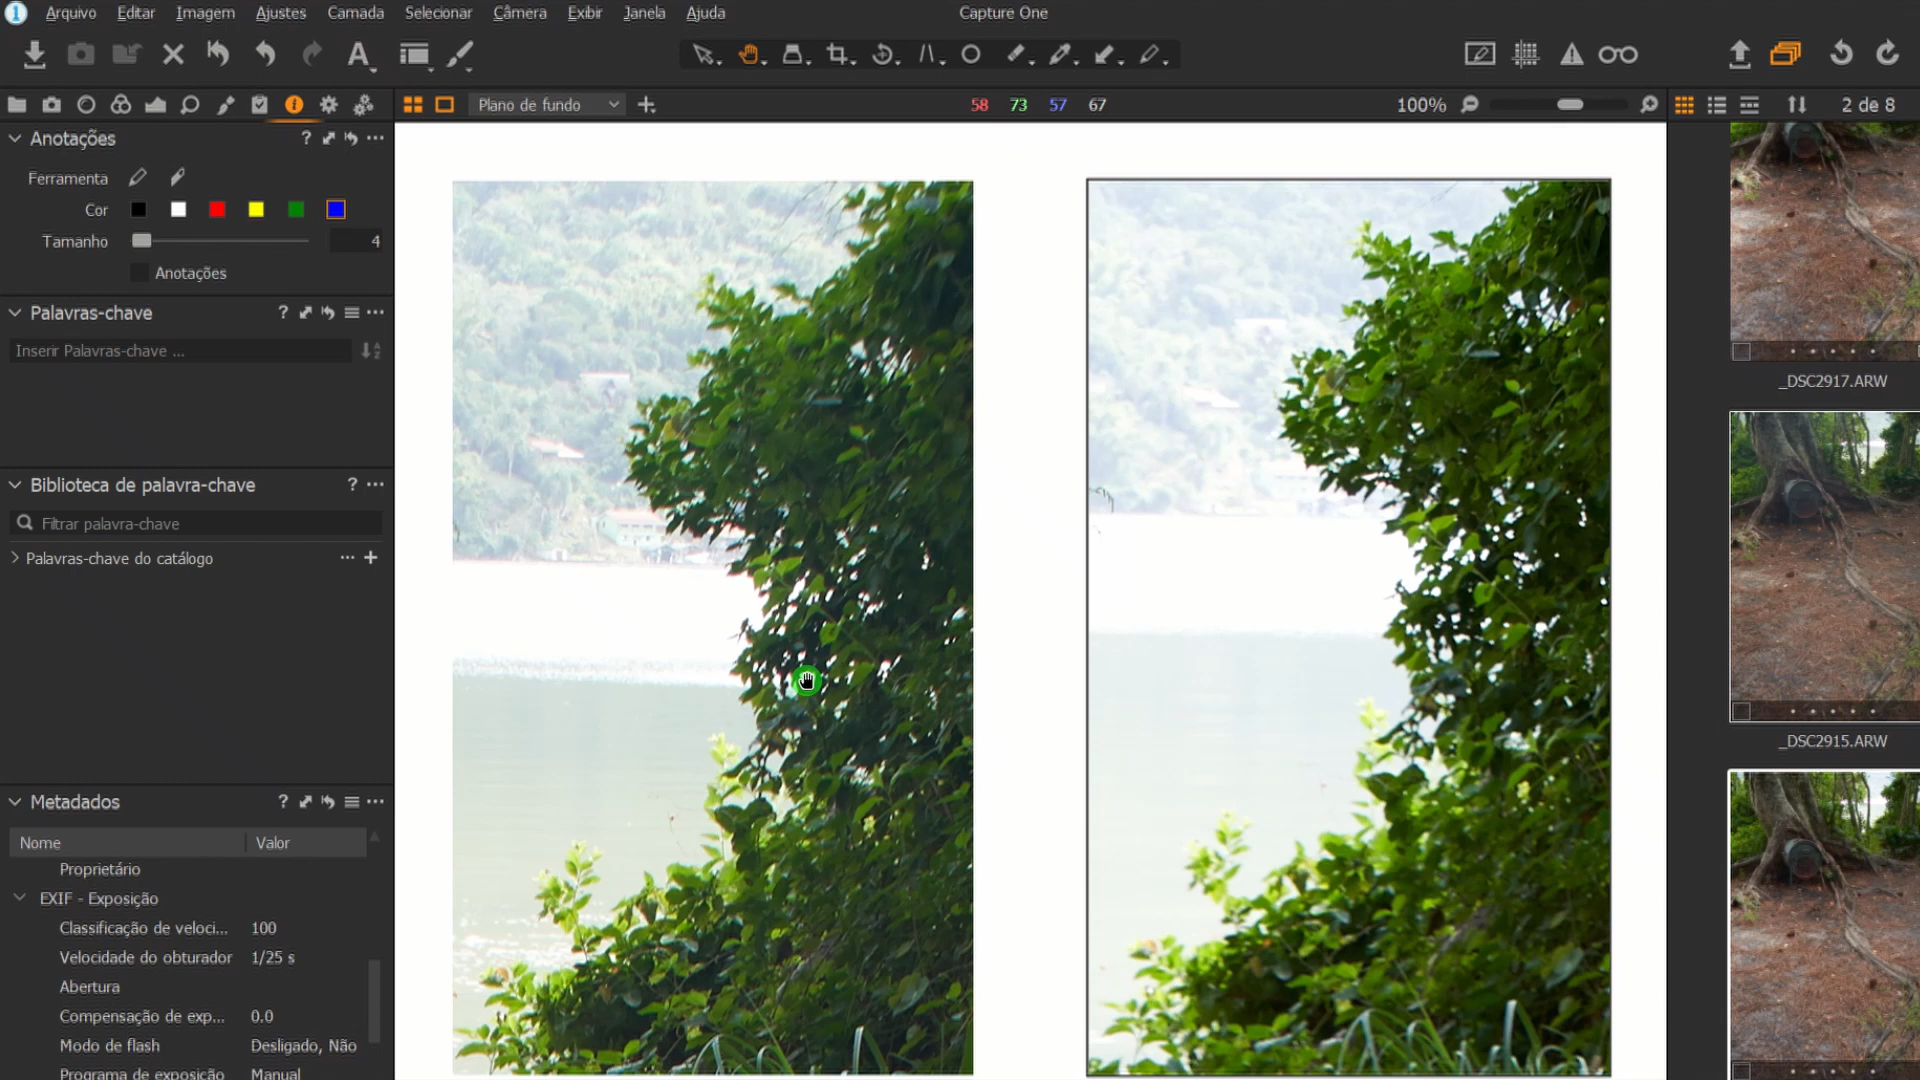 Arquivo Editar Imagem Ajustes Camada Selecionar Câmera Exibir Janela Ajuda Capture One
Plano de fundo 58 73 57 67 100% 2 de 8
Anotações ?
Ferramenta
Cor
Tamanho 4
Anotações
Palavras-chave ?
Inserir Palavras-chave ...
Biblioteca de palavra-chave ?
Filtrar palavra-chave
Palavras-chave do catálogo
Metadados ?
Nome Valor
Proprietário
EXIF - Exposição
Classificação de veloci... 100
Velocidade do obturador 1/25 s
Abertura
Compensação de exp... 0.0
Modo de flash Desligado, Não
Programa de exposição Manual
_DSC2917.ARW
_DSC2915.ARW